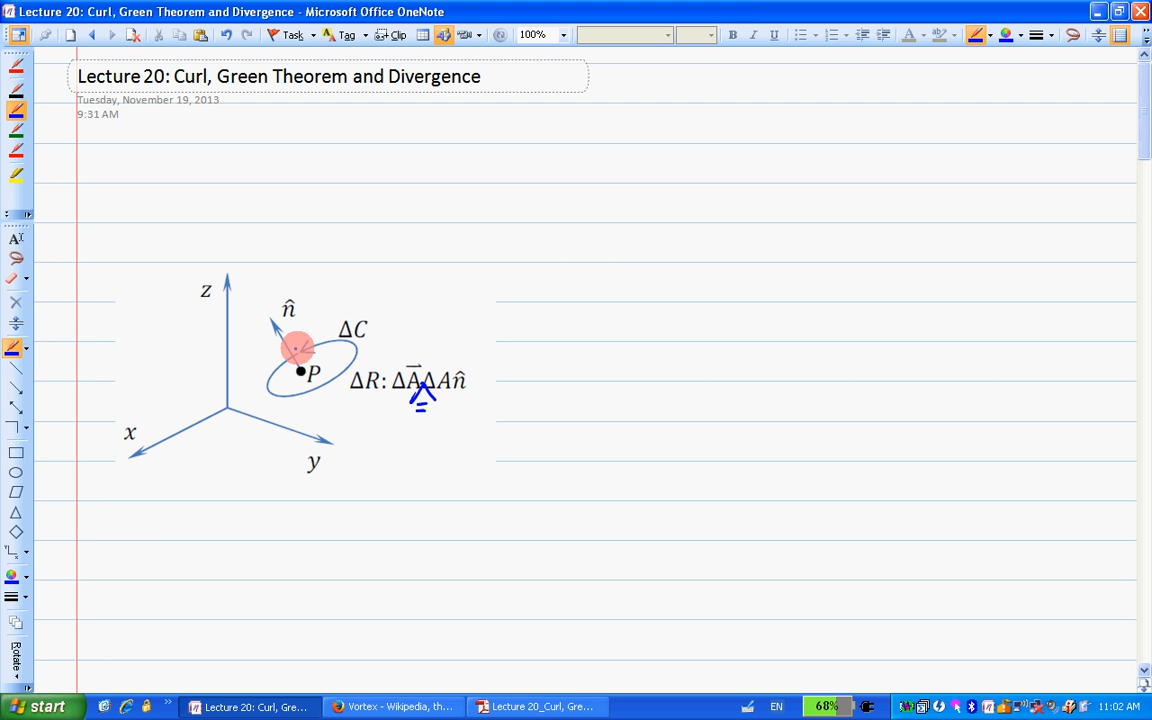 Lecture 20: Curl, Green Theorem and Divergence - Microsoft Office OneNote
Task
Tag
Clip
100%
B I U
Lecture 20: Curl, Green Theorem and Divergence
Tuesday, November 19, 2013
9:31 AM
z
n̂
ΔC
P
ΔR: ΔA⃗ΔAn̂
=
x
y
Rotate
start
Lecture 20: Curl, Gre...
Vortex - Wikipedia, th...
Lecture 20_Curl, Gre...
EN
68%
11:02 AM